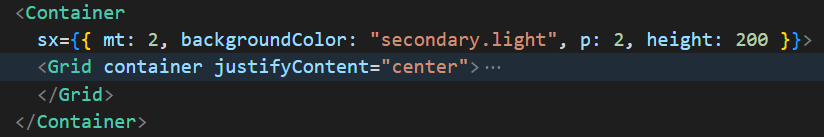 <Container
sx={{ mt: 2, backgroundColor: "secondary.light", p: 2, height: 200 }}>
<Grid container justifyContent="center">⋯
</Grid>
</Container>